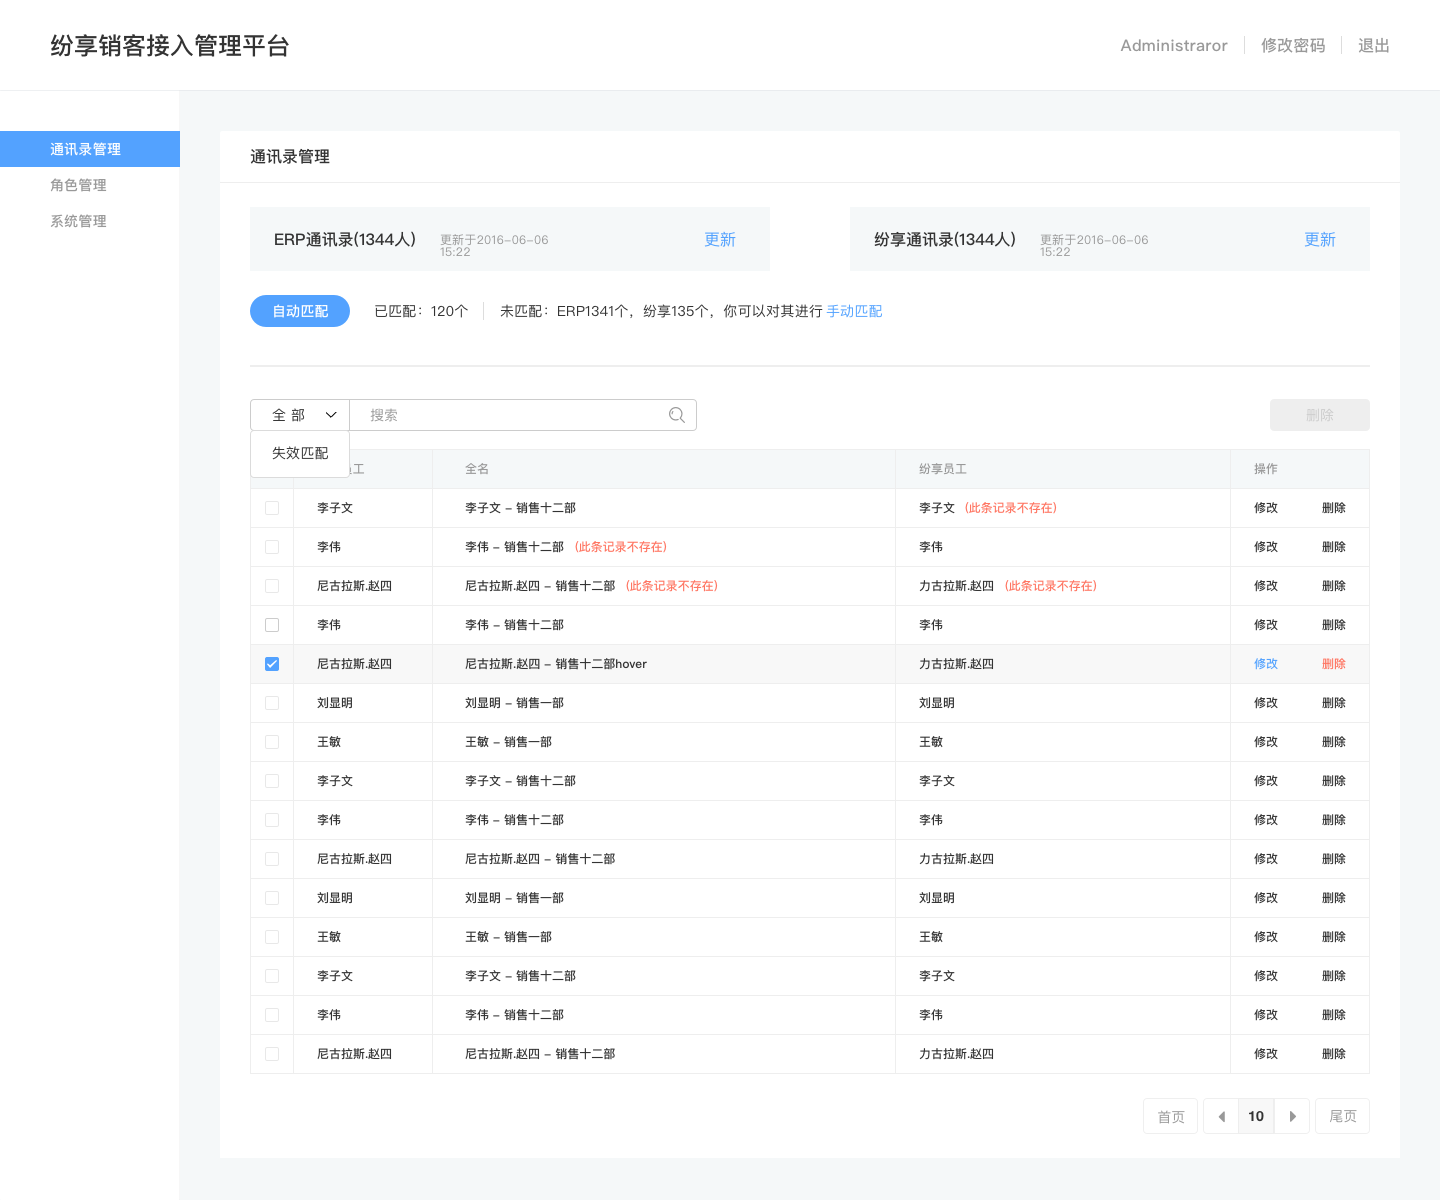 纷享销客接入管理平台
Administraror 修改密码 退出
通讯录管理
角色管理
系统管理
通讯录管理
ERP通讯录(1344人) 更新于2016-06-06
15:22
更新
纷享通讯录(1344人) 更新于2016-06-06
15:22
更新
自动匹配 已匹配：120个 未匹配：ERP1341个，纷享135个，你可以对其进行 手动匹配
全 部 搜索 删除
失效匹配
工 全名 纷享员工 操作
李子文 李子文 – 销售十二部 李子文 (此条记录不存在) 修改 删除
李伟 李伟 – 销售十二部 (此条记录不存在) 李伟 修改 删除
尼古拉斯.赵四 尼古拉斯.赵四 – 销售十二部 (此条记录不存在) 力古拉斯.赵四 (此条记录不存在) 修改 删除
李伟 李伟 – 销售十二部 李伟 修改 删除
尼古拉斯.赵四 尼古拉斯.赵四 – 销售十二部hover 力古拉斯.赵四 修改 删除
刘显明 刘显明 – 销售一部 刘显明 修改 删除
王敏 王敏 – 销售一部 王敏 修改 删除
李子文 李子文 – 销售十二部 李子文 修改 删除
李伟 李伟 – 销售十二部 李伟 修改 删除
尼古拉斯.赵四 尼古拉斯.赵四 – 销售十二部 力古拉斯.赵四 修改 删除
刘显明 刘显明 – 销售一部 刘显明 修改 删除
王敏 王敏 – 销售一部 王敏 修改 删除
李子文 李子文 – 销售十二部 李子文 修改 删除
李伟 李伟 – 销售十二部 李伟 修改 删除
尼古拉斯.赵四 尼古拉斯.赵四 – 销售十二部 力古拉斯.赵四 修改 删除
首页 10 尾页